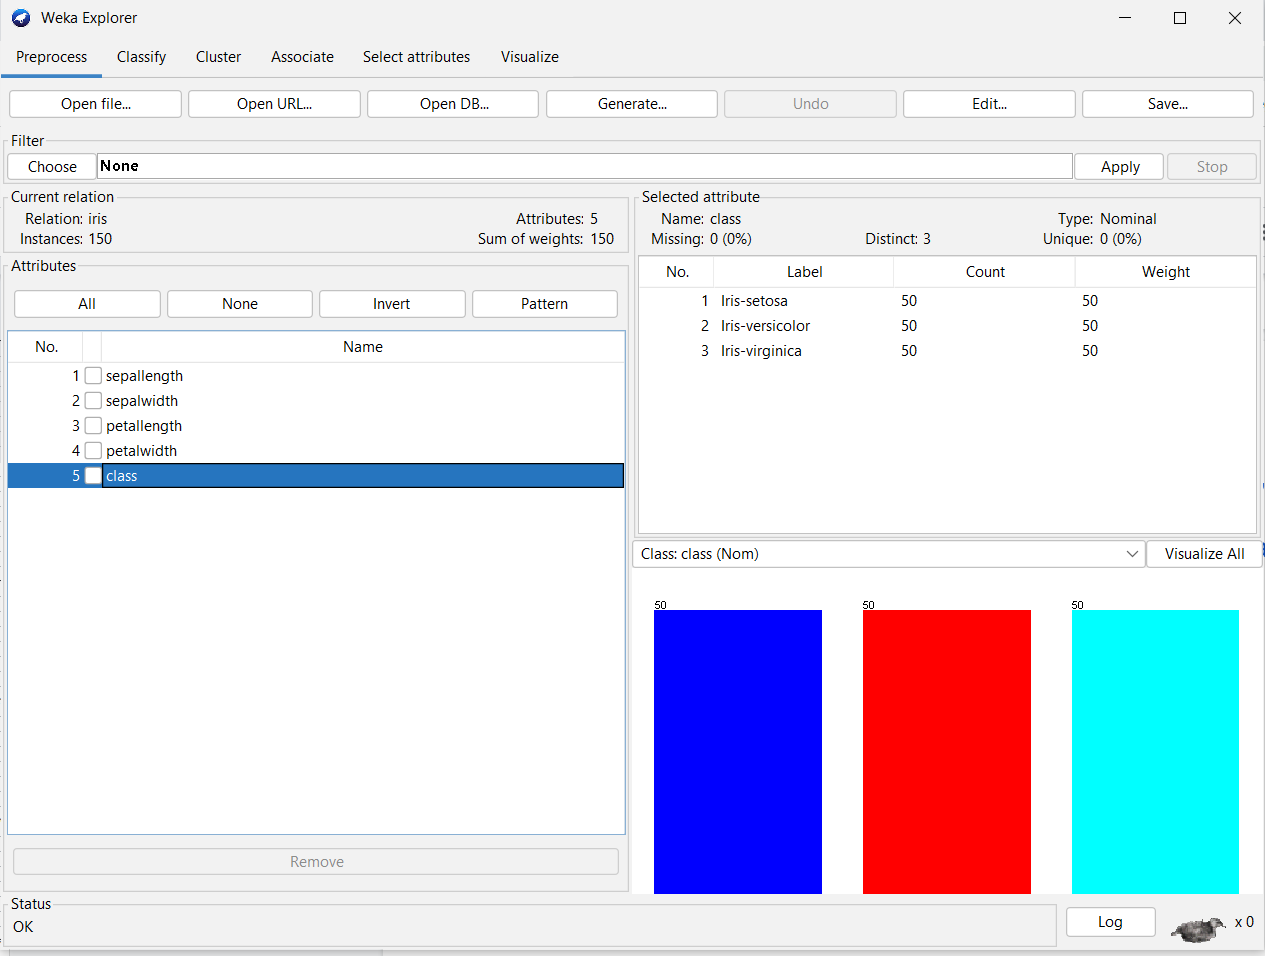 Weka Explorer
Preprocess Classify Cluster Associate Select attributes Visualize
Open file... Open URL... Open DB... Generate... Undo Edit... Save...
Filter
Choose None Apply Stop
Current relation
Relation: iris Attributes: 5
Instances: 150 Sum of weights: 150
Attributes
All None Invert Pattern
No. Name
1 sepallength
2 sepalwidth
3 petallength
4 petalwidth
5 class
Remove
Selected attribute
Name: class Type: Nominal
Missing: 0 (0%) Distinct: 3 Unique: 0 (0%)
No. Label Count Weight
1 Iris-setosa 50 50
2 Iris-versicolor 50 50
3 Iris-virginica 50 50
Class: class (Nom) Visualize All
50 50 50
Status
OK
Log x 0